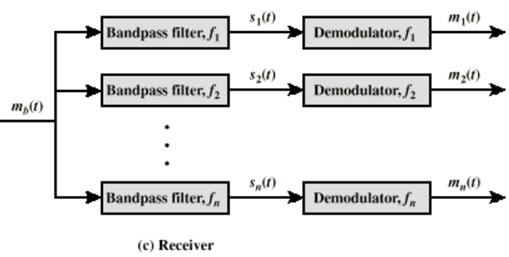 s1(t) m1(t)
Bandpass filter, f1 Demodulator, f1
s2(t) m2(t)
Bandpass filter, f2 Demodulator, f2
mb(t)
sn(t) mn(t)
Bandpass filter, fn Demodulator, fn
(c) Receiver